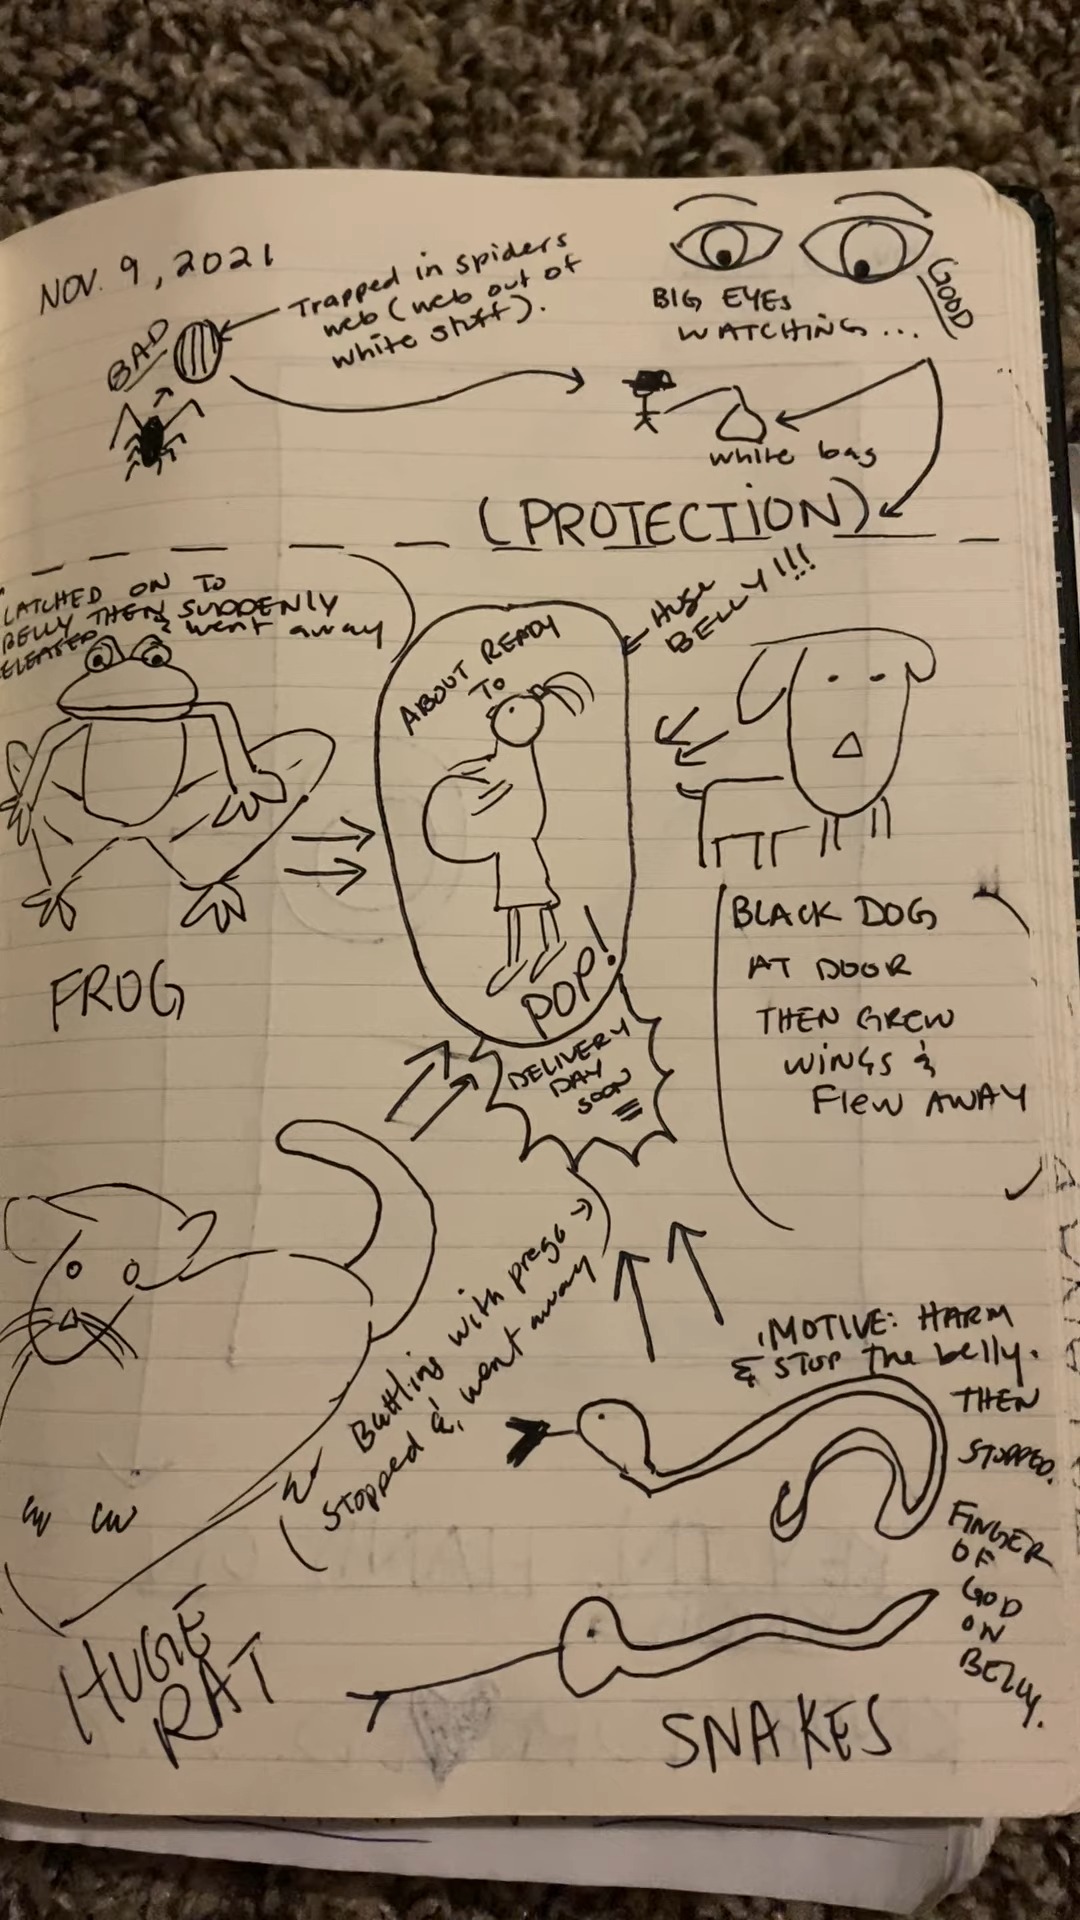 NOV. 9, 2021
BAD
Trapped in spiders
web (web out of
white stuff).
BIG EYES
WATCHING...
GOOD
white bag
(PROTECTION)
LATCHED ON TO
BELLY THEN & SUDDENLY
went away
FROG
ABOUT READY
TO
POP!
HUGE
BELLY!!!
DELIVERY
DAY
SOON
BLACK DOG
AT DOOR
THEN GREW
WINGS &
FLEW AWAY
Battling with prego
stopped &, went away
HUGE
RAT
MOTIVE: HARM
& STOP the belly.
THEN
STOPPED.
FINGER
OF
GOD
ON
BELLY.
SNAKES